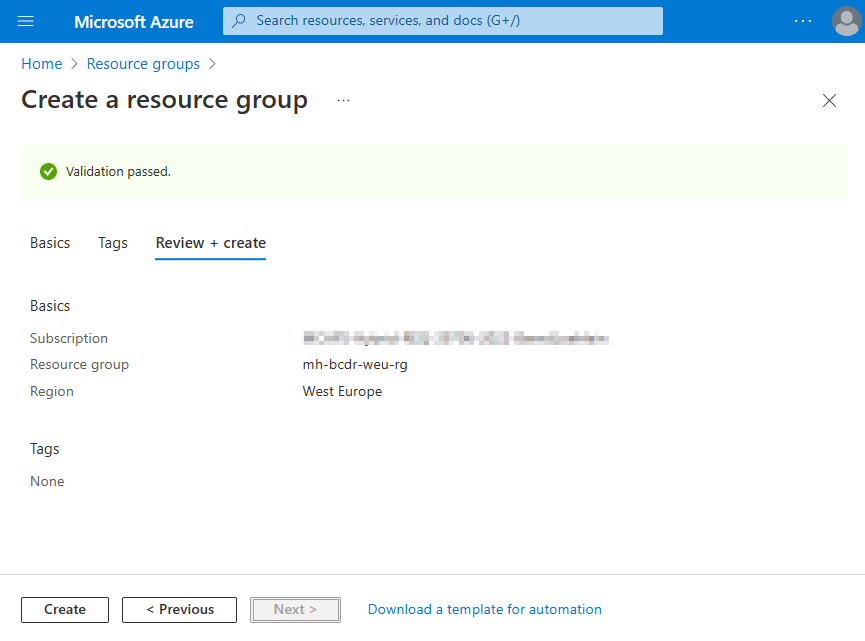 Microsoft Azure
Search resources, services, and docs (G+/)
...
Home > Resource groups >
Create a resource group ...
Validation passed.
Basics Tags Review + create
Basics
Subscription
Resource group mh-bcdr-weu-rg
Region West Europe
Tags
None
Create < Previous Next > Download a template for automation